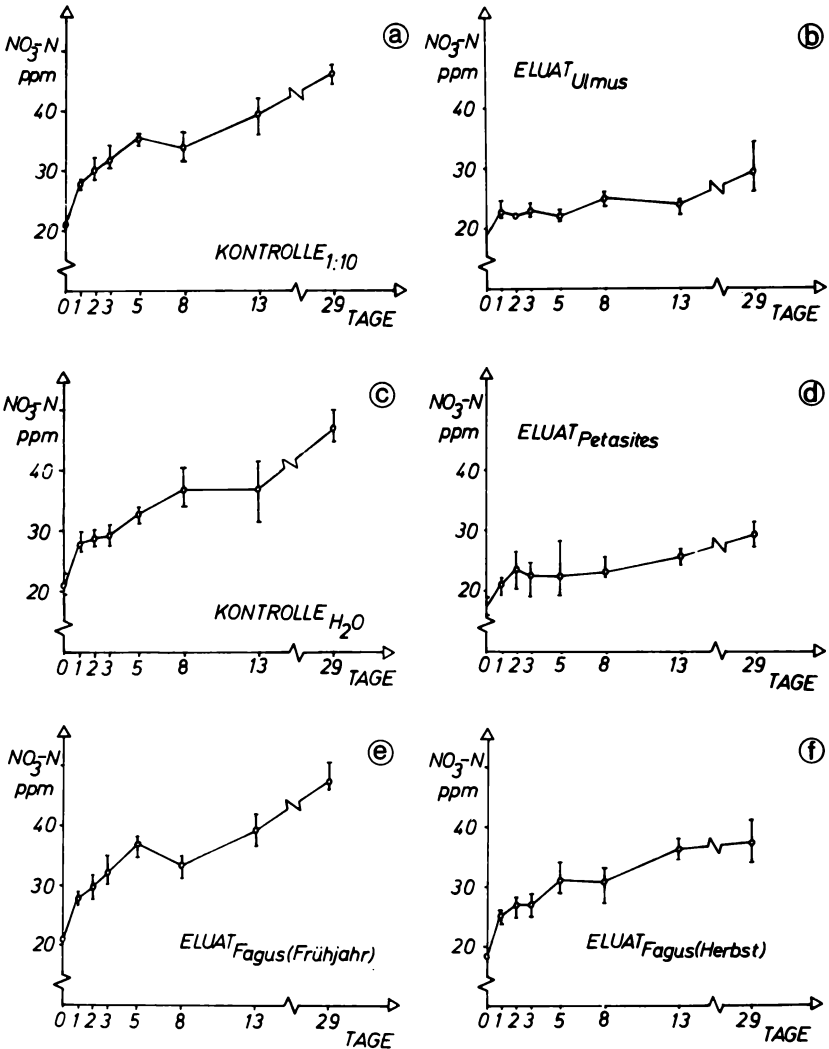 ⓐ
NO3-N
ppm
40
30
20
KONTROLLE1:10
0 1 2 3 5 8 13 29
TAGE
ⓑ
NO3-N
ppm
ELUATUlmus
40
30
20
0 1 2 3 5 8 13 29
TAGE
ⓒ
NO3-N
ppm
40
30
20
KONTROLLEH2O
0 1 2 3 5 8 13 29
TAGE
ⓓ
NO3-N
ppm
ELUATPetasites
40
30
20
0 1 2 3 5 8 13 29
TAGE
ⓔ
NO3-N
ppm
40
30
20
ELUATFagus(Frühjahr)
0 1 2 3 5 8 13 29
TAGE
ⓕ
NO3-N
ppm
40
30
20
ELUATFagus(Herbst)
0 1 2 3 5 8 13 29
TAGE